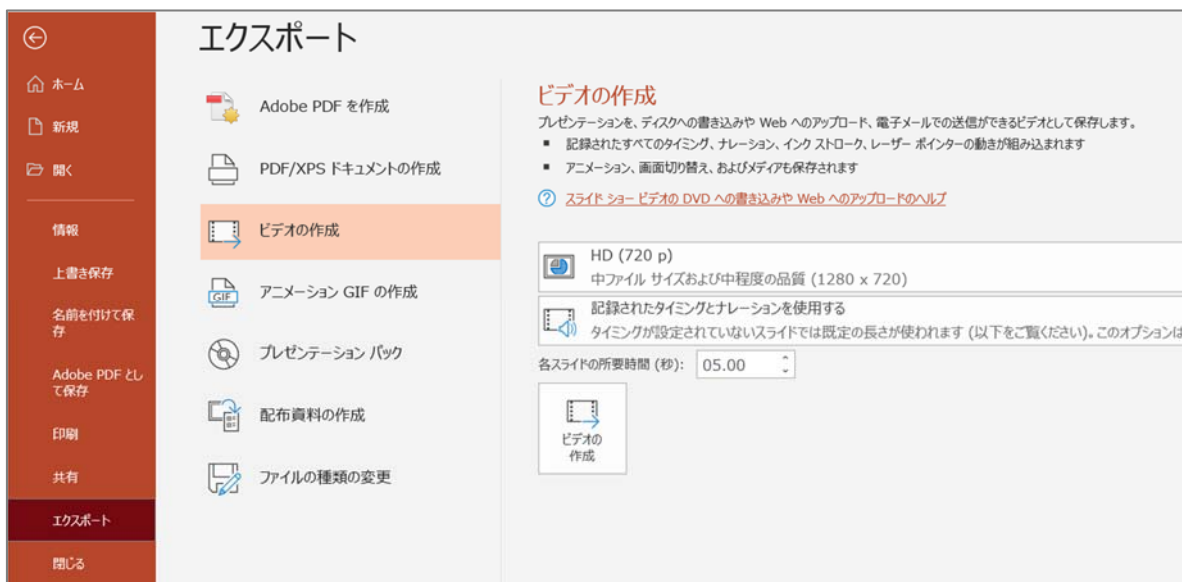 エクスポート
ホーム
新規
開く
情報
上書き保存
名前を付けて保
存
Adobe PDF とし
て保存
印刷
共有
エクスポート
閉じる
Adobe PDF を作成
PDF/XPS ドキュメントの作成
ビデオの作成
GIF
アニメーション GIF の作成
プレゼンテーション パック
配布資料の作成
ファイルの種類の変更
ビデオの作成
プレゼンテーションを、ディスクへの書き込みや Web へのアップロード、電子メールでの送信ができるビデオとして保存します。
■ 記録されたすべてのタイミング、ナレーション、インク ストローク、レーザー ポインターの動きが組み込まれます
■ アニメーション、画面切り替え、およびメディアも保存されます
スライド ショー ビデオの DVD への書き込みや Web へのアップロードのヘルプ
HD (720 p)
中ファイル サイズおよび中程度の品質 (1280 x 720)
記録されたタイミングとナレーションを使用する
タイミングが設定されていないスライドでは既定の長さが使われます (以下をご覧ください)。このオプションは
各スライドの所要時間 (秒): 05.00
ビデオの
作成